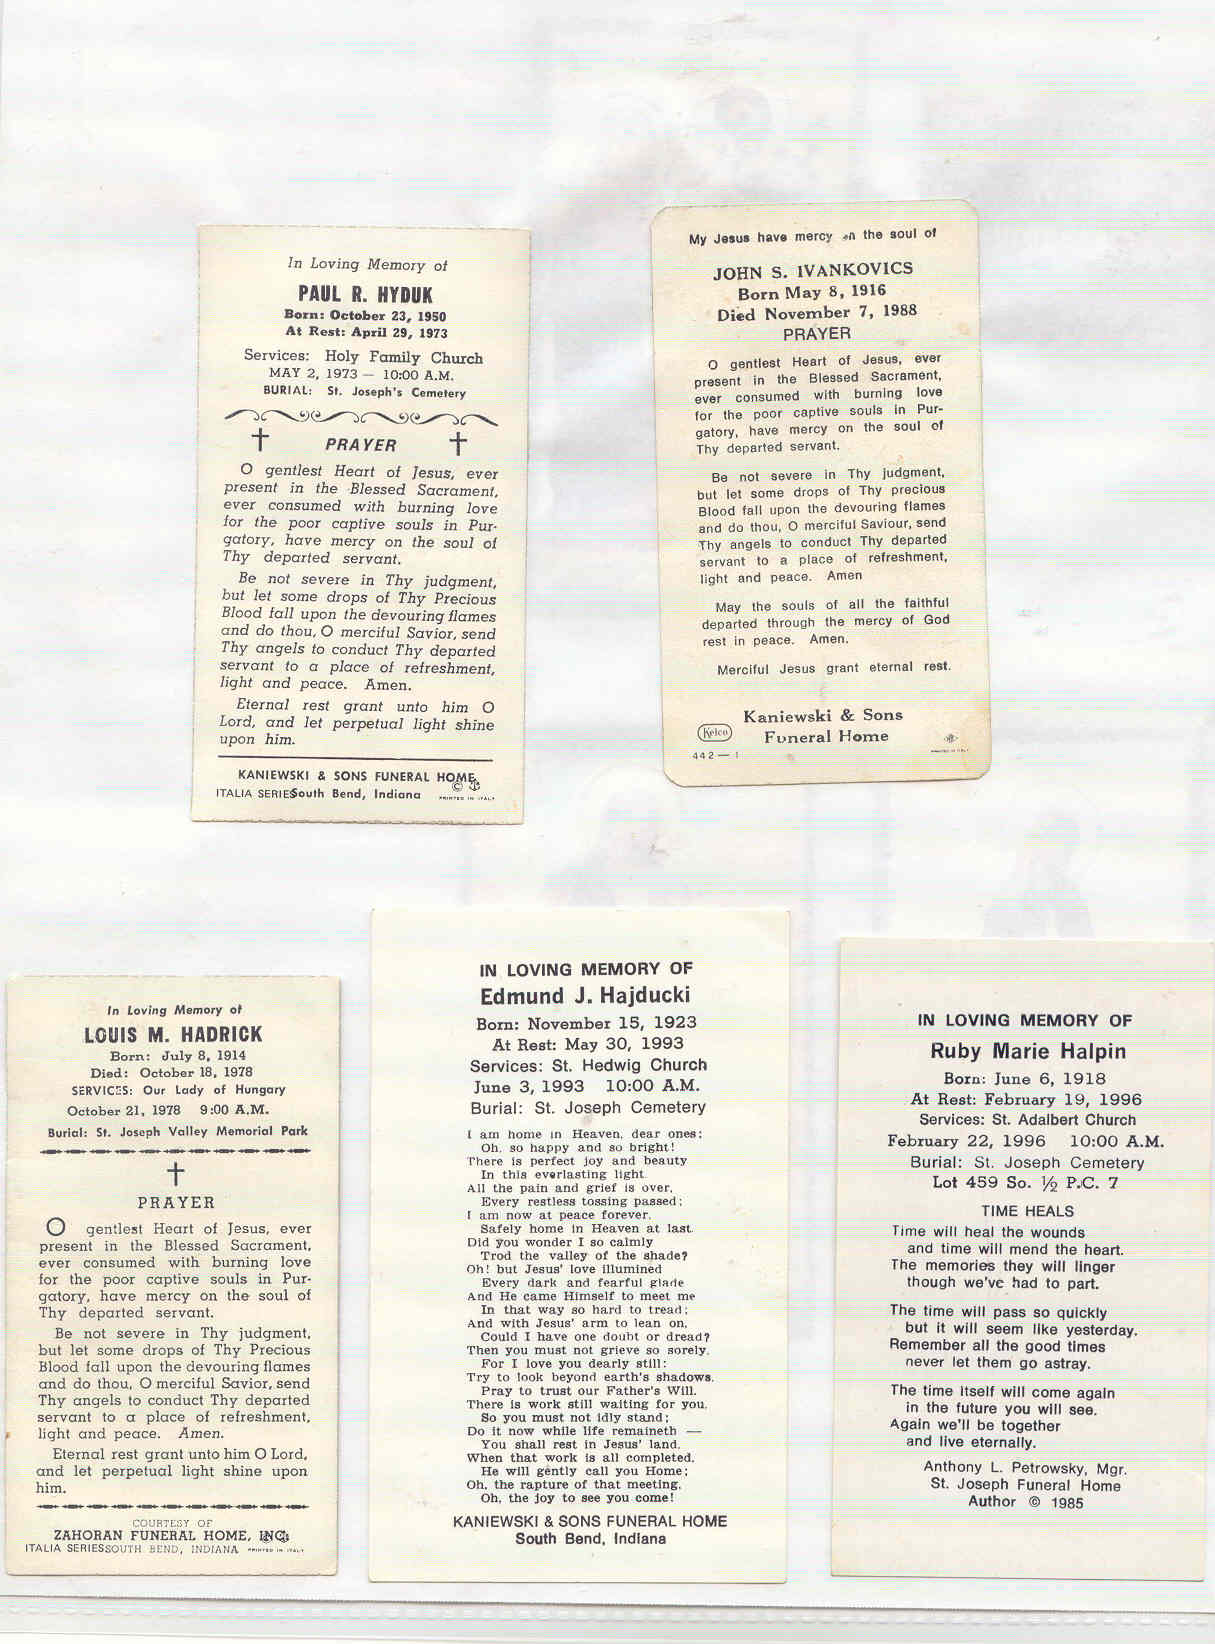 In Loving Memory of
PAUL R. HYDUK
Born: October 23, 1950
At Rest: April 29, 1973
Services: Holy Family Church
MAY 2, 1973 — 10:00 A.M.
BURIAL: St. Joseph's Cemetery
PRAYER
O gentlest Heart of Jesus, ever
present in the Blessed Sacrament,
ever consumed with burning love
for the poor captive souls in Pur-
gatory, have mercy on the soul of
Thy departed servant.
Be not severe in Thy judgment,
but let some drops of Thy Precious
Blood fall upon the devouring flames
and do thou, O merciful Savior, send
Thy angels to conduct Thy departed
servant to a place of refreshment,
light and peace. Amen.
Eternal rest grant unto him O
Lord, and let perpetual light shine
upon him.
KANIEWSKI & SONS FUNERAL HOME
©
ITALIA SERIES South Bend, Indiana PRINTED IN ITALY
My Jesus have mercy on the soul of
JOHN S. IVANKOVICS
Born May 8, 1916
Died November 7, 1988
PRAYER
O gentlest Heart of Jesus, ever
present in the Blessed Sacrament,
ever consumed with burning love
for the poor captive souls in Pur-
gatory, have mercy on the soul of
Thy departed servant.
Be not severe in Thy judgment,
but let some drops of Thy precious
Blood fall upon the devouring flames
and do thou, O merciful Saviour, send
Thy angels to conduct Thy departed
servant to a place of refreshment,
light and peace. Amen
May the souls of all the faithful
departed through the mercy of God
rest in peace. Amen.
Merciful Jesus grant eternal rest.
Kaniewski & Sons
Kelco Funeral Home
442 — 1 PRINTED IN ITALY
In Loving Memory of
LOUIS M. HADRICK
Born: July 8, 1914
Died: October 18, 1978
SERVICES: Our Lady of Hungary
October 21, 1978 9:00 A.M.
Burial: St. Joseph Valley Memorial Park
PRAYER
O gentlest Heart of Jesus, ever
present in the Blessed Sacrament,
ever consumed with burning love
for the poor captive souls in Pur-
gatory, have mercy on the soul of
Thy departed servant.
Be not severe in Thy judgment,
but let some drops of Thy Precious
Blood fall upon the devouring flames
and do thou, O merciful Savior, send
Thy angels to conduct Thy departed
servant to a place of refreshment,
light and peace. Amen.
Eternal rest grant unto him O Lord,
and let perpetual light shine upon
him.
COURTESY OF
ZAHORAN FUNERAL HOME, INC.
ITALIA SERIES SOUTH BEND, INDIANA PRINTED IN ITALY
IN LOVING MEMORY OF
Edmund J. Hajducki
Born: November 15, 1923
At Rest: May 30, 1993
Services: St. Hedwig Church
June 3, 1993 10:00 A.M.
Burial: St. Joseph Cemetery
I am home in Heaven, dear ones;
Oh, so happy and so bright!
There is perfect joy and beauty
In this everlasting light.
All the pain and grief is over,
Every restless tossing passed;
I am now at peace forever,
Safely home in Heaven at last.
Did you wonder I so calmly
Trod the valley of the shade?
Oh! but Jesus' love illumined
Every dark and fearful glade
And He came Himself to meet me
In that way so hard to tread;
And with Jesus' arm to lean on,
Could I have one doubt or dread?
Then you must not grieve so sorely,
For I love you dearly still:
Try to look beyond earth's shadows,
Pray to trust our Father's Will.
There is work still waiting for you,
So you must not idly stand;
Do it now while life remaineth —
You shall rest in Jesus' land.
When that work is all completed,
He will gently call you Home;
Oh, the rapture of that meeting,
Oh, the joy to see you come!
KANIEWSKI & SONS FUNERAL HOME
South Bend, Indiana
IN LOVING MEMORY OF
Ruby Marie Halpin
Born: June 6, 1918
At Rest: February 19, 1996
Services: St. Adalbert Church
February 22, 1996 10:00 A.M.
Burial: St. Joseph Cemetery
Lot 459 So. ½ P.C. 7
TIME HEALS
Time will heal the wounds
and time will mend the heart.
The memories they will linger
though we've had to part.
The time will pass so quickly
but it will seem like yesterday.
Remember all the good times
never let them go astray.
The time itself will come again
in the future you will see.
Again we'll be together
and live eternally.
Anthony L. Petrowsky, Mgr.
St. Joseph Funeral Home
Author © 1985